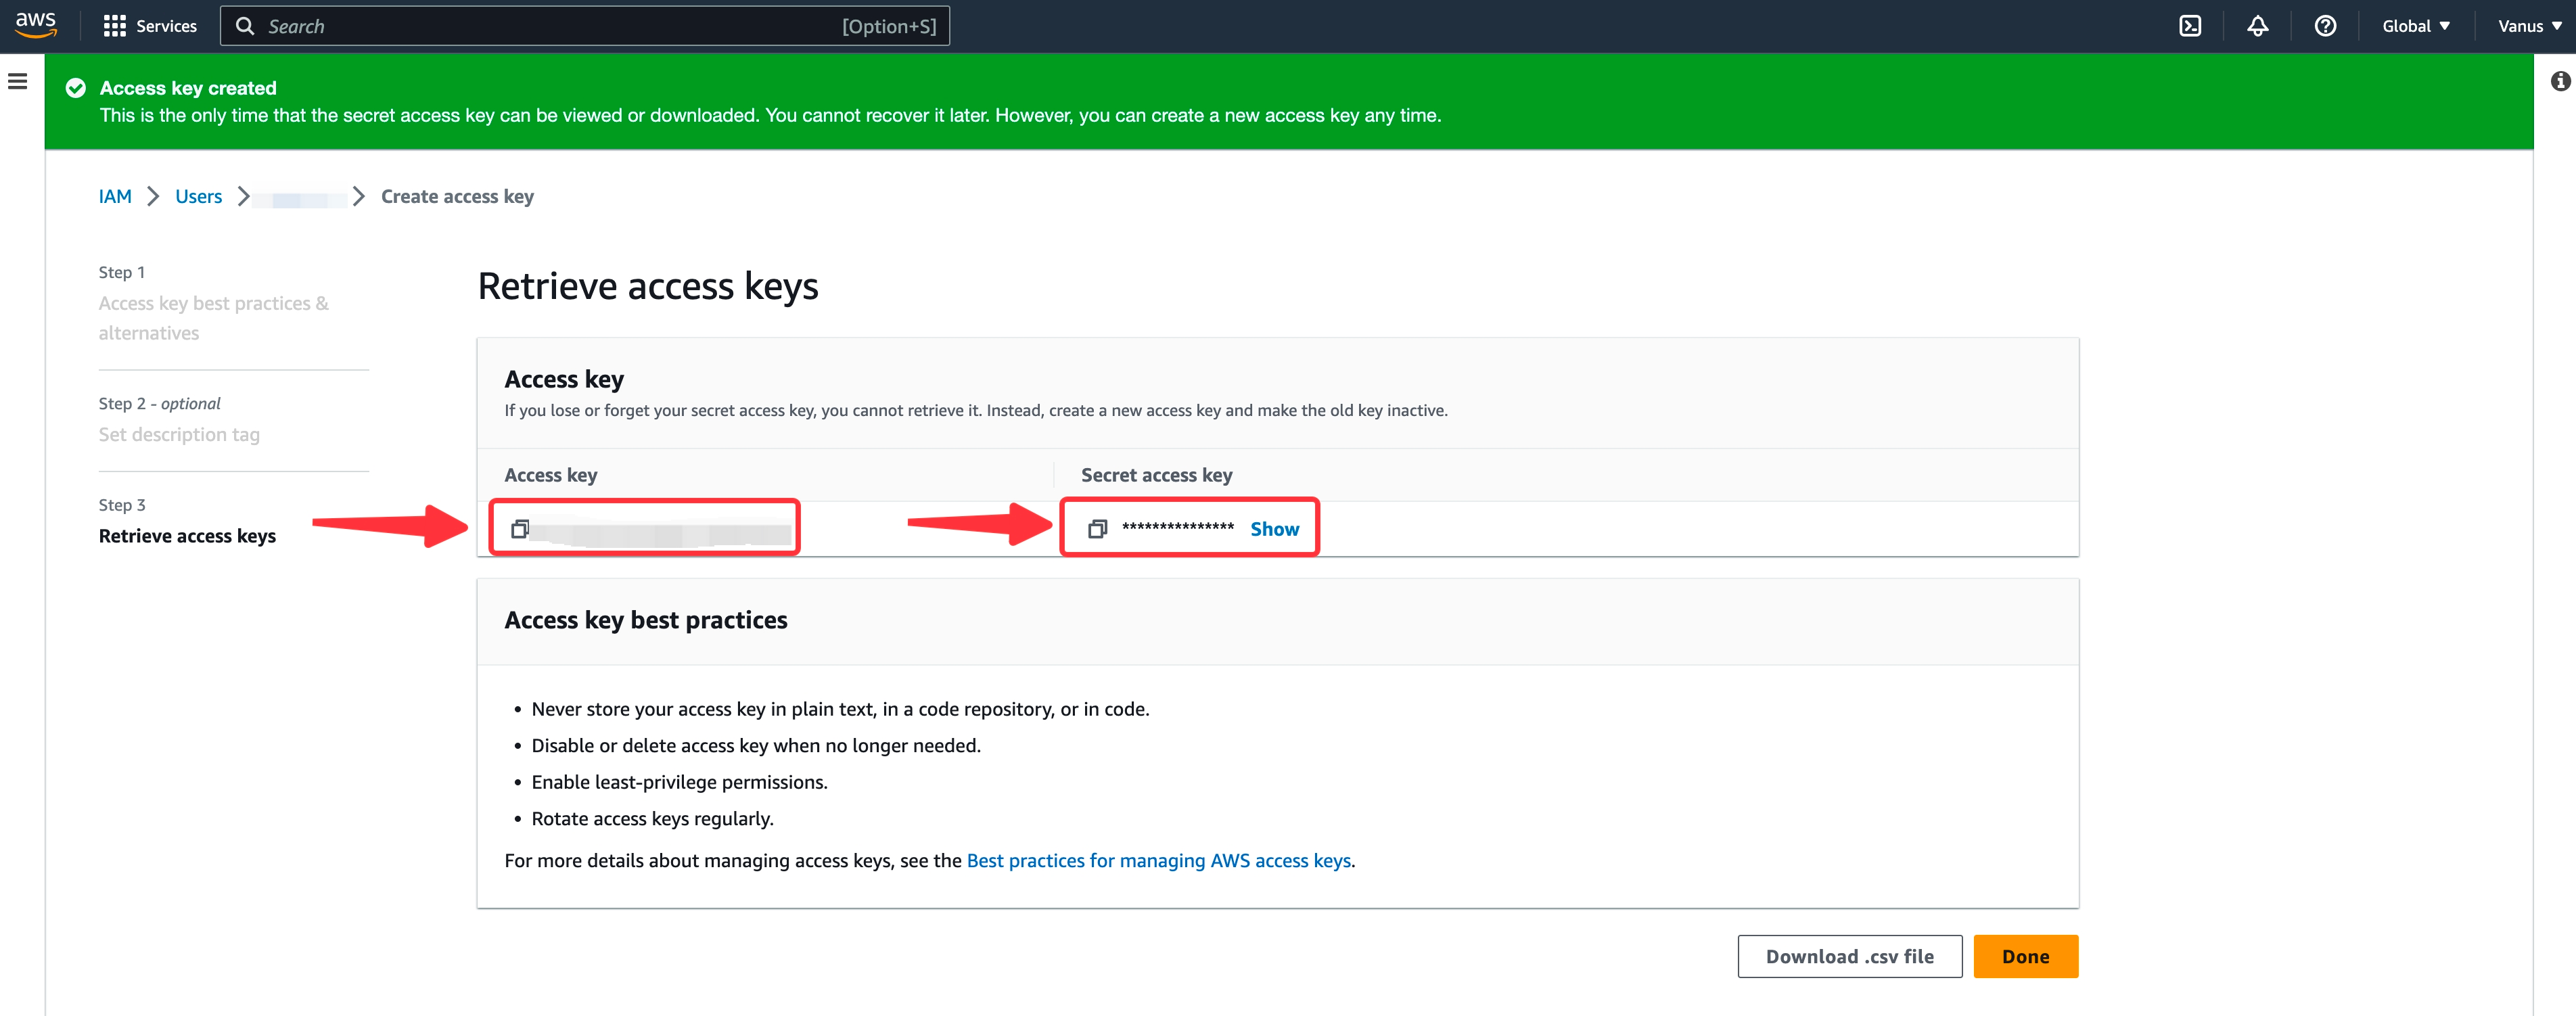 aws Services Search [Option+S] Global Vanus
Access key created
This is the only time that the secret access key can be viewed or downloaded. You cannot recover it later. However, you can create a new access key any time.
IAM Users Create access key
Step 1
Access key best practices &
alternatives
Step 2 - optional
Set description tag
Step 3
Retrieve access keys
Retrieve access keys
Access key
If you lose or forget your secret access key, you cannot retrieve it. Instead, create a new access key and make the old key inactive.
Access key Secret access key
*************** Show
Access key best practices
• Never store your access key in plain text, in a code repository, or in code.
• Disable or delete access key when no longer needed.
• Enable least-privilege permissions.
• Rotate access keys regularly.
For more details about managing access keys, see the Best practices for managing AWS access keys.
Download .csv file Done